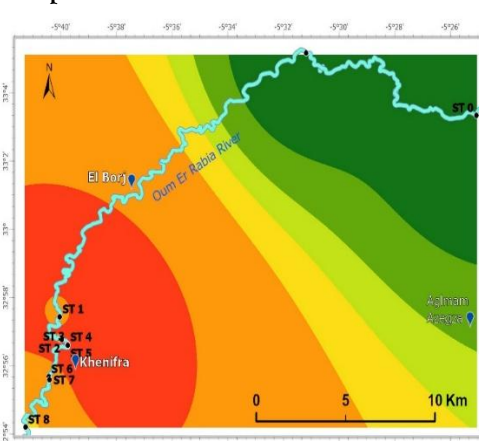 -5°40' -5°38' -5°36' -5°34' -5°32' -5°30' -5°28' -5°26'
N
33°4'
ST 0
33°2'
El Borj
Oum Er Rabia River
33°
32°58'
Aglmam
Azegza
ST 1
ST 3 ST 4
ST 2
ST 5
Khenifra
32°56'
ST 6
ST 7
0 5 10 Km
ST 8
32°54'